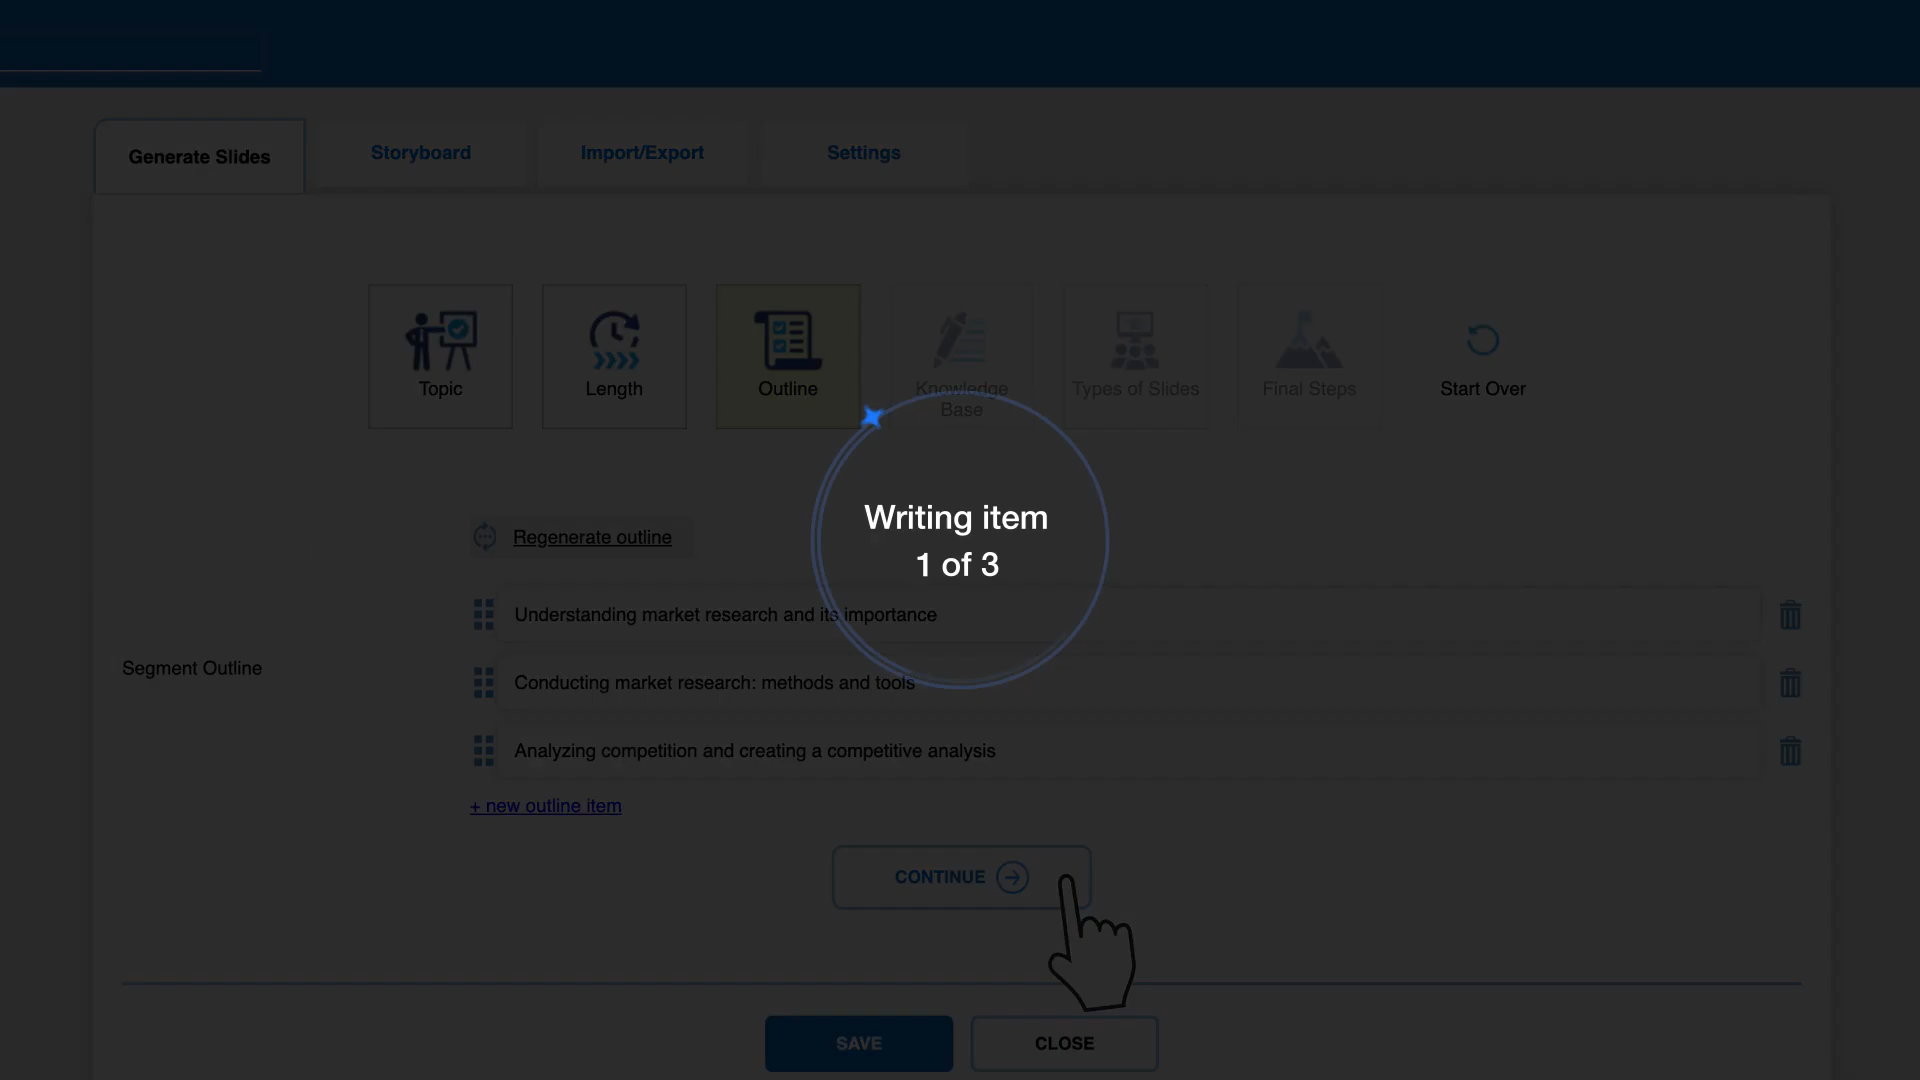 Generate Slides
Storyboard
Import/Export
Settings
Topic
Length
Outline
Knowledge
Base
Types of Slides
Final Steps
Start Over
Writing item
1 of 3
Regenerate outline
Segment Outline
Understanding market research and its importance
Conducting market research: methods and tools
Analyzing competition and creating a competitive analysis
+ new outline item
CONTINUE
SAVE
CLOSE